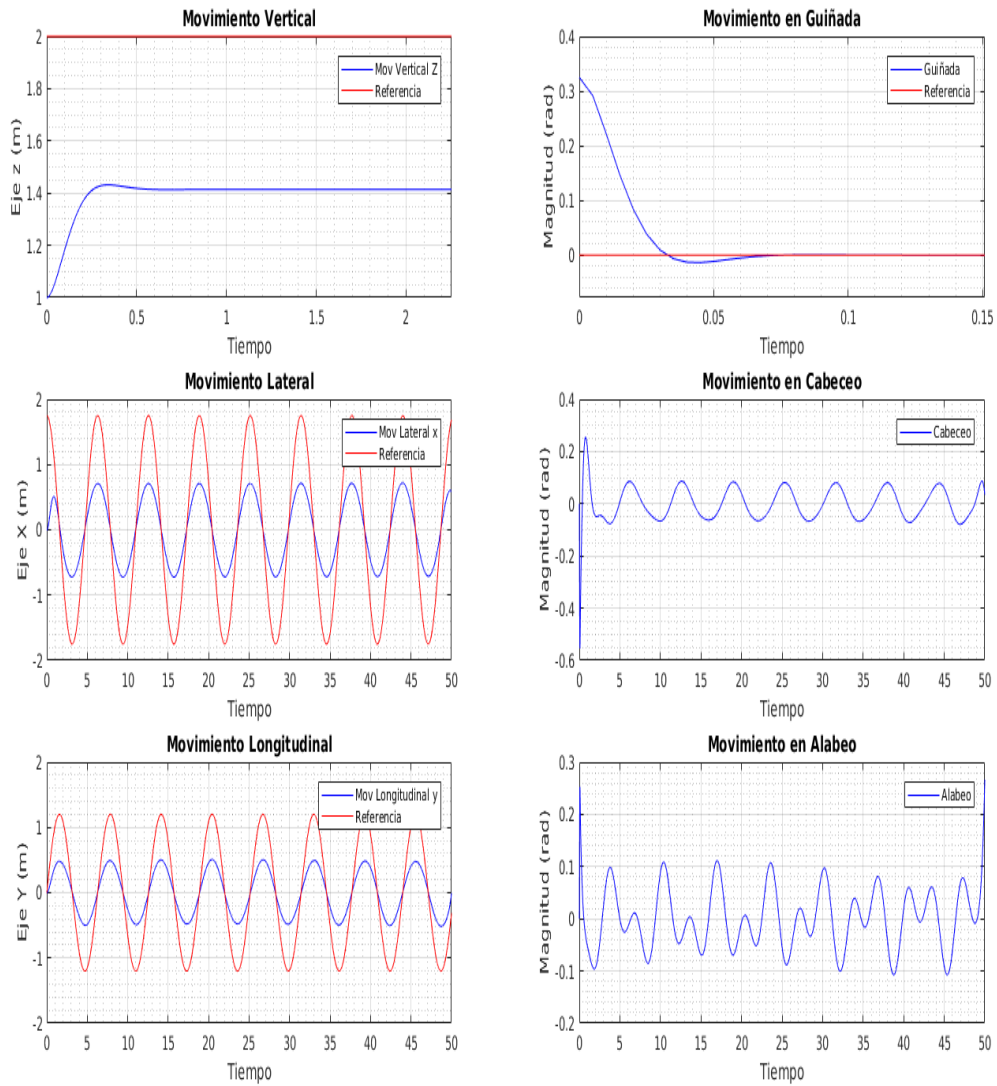 Movimiento Vertical
Eje z (m)
2
1.8
1.6
1.4
1.2
1
Mov Vertical Z
Referencia
0 0.5 1 1.5 2
Tiempo
Movimiento en Guiñada
Magnitud (rad)
0.4
0.3
0.2
0.1
0
Guiñada
Referencia
0 0.05 0.1 0.15
Tiempo
Movimiento Lateral
Eje X (m)
2
1
0
-1
-2
Mov Lateral x
Referencia
0 5 10 15 20 25 30 35 40 45 50
Tiempo
Movimiento en Cabeceo
Magnitud (rad)
0.4
0.2
0
-0.2
-0.4
-0.6
Cabeceo
0 5 10 15 20 25 30 35 40 45 50
Tiempo
Movimiento Longitudinal
Eje Y (m)
2
1
0
-1
-2
Mov Longitudinal y
Referencia
0 5 10 15 20 25 30 35 40 45 50
Tiempo
Movimiento en Alabeo
Magnitud (rad)
0.3
0.2
0.1
0
-0.1
-0.2
Alabeo
0 5 10 15 20 25 30 35 40 45 50
Tiempo